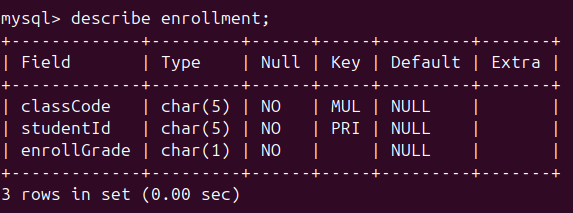 mysql> describe enrollment;
+-------------+---------+------+-----+---------+-------+
| Field       | Type    | Null | Key | Default | Extra |
+-------------+---------+------+-----+---------+-------+
| classCode   | char(5) | NO   | MUL | NULL    |       |
| studentId   | char(5) | NO   | PRI | NULL    |       |
| enrollGrade | char(1) | NO   |     | NULL    |       |
+-------------+---------+------+-----+---------+-------+
3 rows in set (0.00 sec)